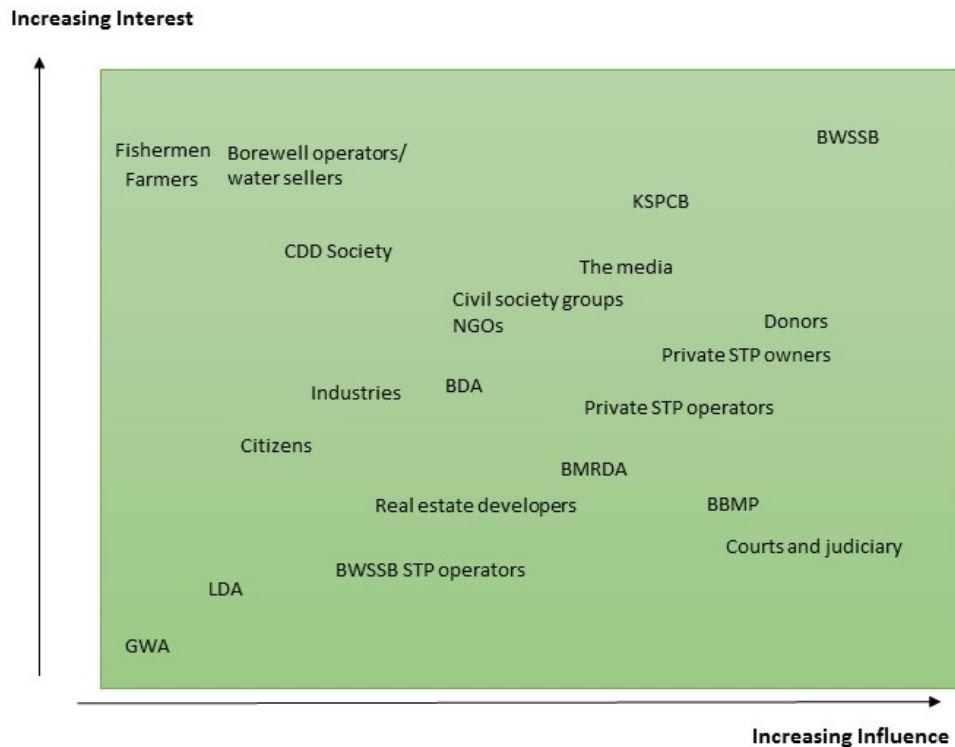 Increasing Interest
BWSSB
Fishermen
Farmers
Borewell operators/
water sellers
KSPCB
CDD Society
The media
Civil society groups
NGOs
Donors
Private STP owners
Industries
BDA
Private STP operators
Citizens
BMRDA
Real estate developers
BBMP
Courts and judiciary
BWSSB STP operators
LDA
GWA
Increasing Influence